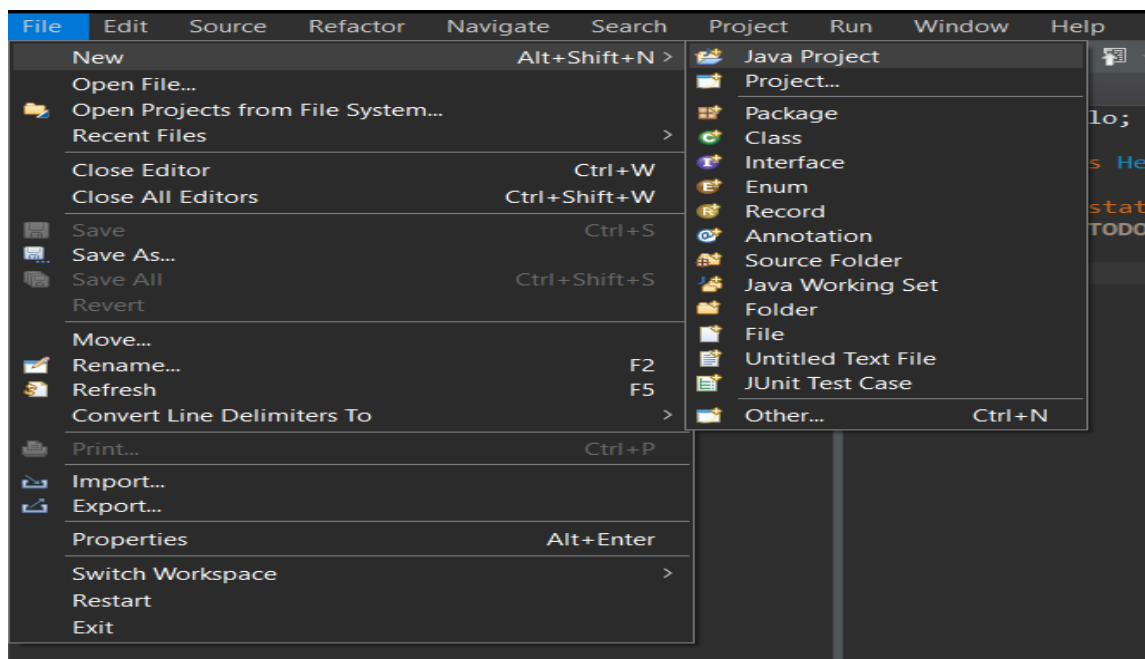 File Edit Source Refactor Navigate Search Project Run Window Help
New Alt+Shift+N >
Open File...
Open Projects from File System...
Recent Files >
Close Editor Ctrl+W
Close All Editors Ctrl+Shift+W
Save Ctrl+S
Save As...
Save All Ctrl+Shift+S
Revert
Move...
Rename... F2
Refresh F5
Convert Line Delimiters To >
Print... Ctrl+P
Import...
Export...
Properties Alt+Enter
Switch Workspace >
Restart
Exit
Java Project
Project...
Package
Class
Interface
Enum
Record
Annotation
Source Folder
Java Working Set
Folder
File
Untitled Text File
JUnit Test Case
Other... Ctrl+N
lo;
s He
stat
TODO